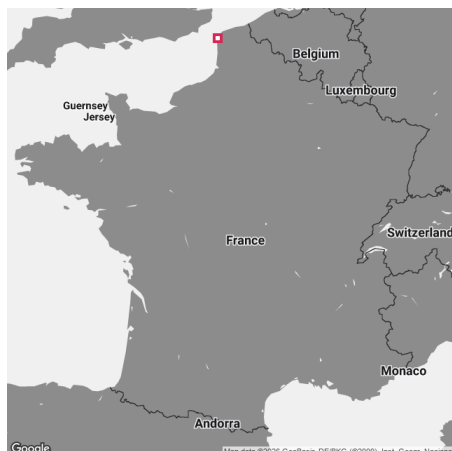 Belgium
Luxembourg
Guernsey
Jersey
Switzerland
France
Monaco
Andorra
Google